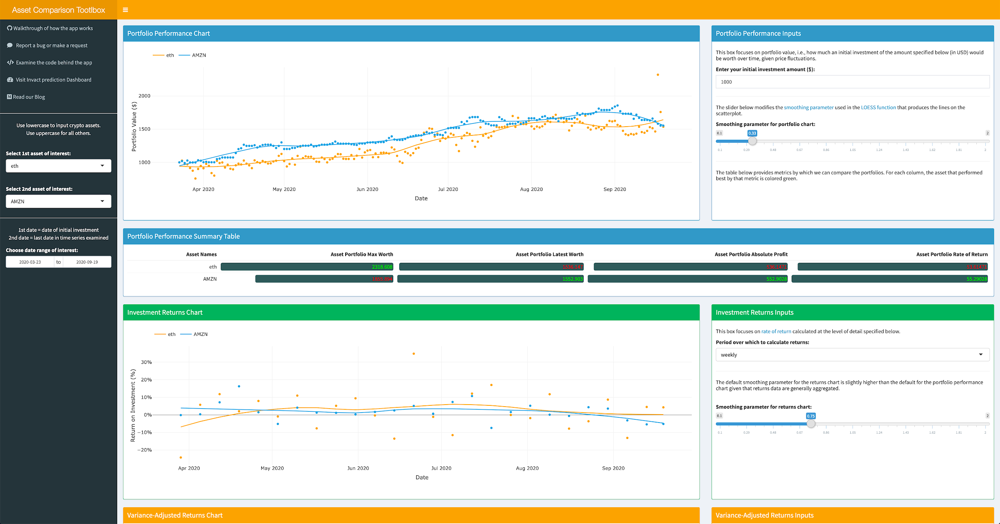 Asset Comparison Tootlbox
Walkthrough of how the app works
Report a bug or make a request
Examine the code behind the app
Visit Invact prediction Dashboard
Read our Blog
Use lowercase to input crypto assets.
Use uppercase for all others.
Select 1st asset of interest:
eth
Select 2nd asset of interest:
AMZN
1st date = date of initial investment
2nd date = last date in time series examined
Choose date range of interest:
2020-03-23 to 2020-09-19
Portfolio Performance Chart
eth AMZN
Portfolio Value ($)
2000
1500
1000
Apr 2020 May 2020 Jun 2020 Jul 2020 Aug 2020 Sep 2020
Date
Portfolio Performance Inputs
This box focuses on portfolio value, i.e., how much an initial investment of the amount specified below (in USD) would
be worth over time, given price fluctuations.
Enter your initial investment amount ($):
1000
The slider below modifies the smoothing parameter used in the LOESS function that produces the lines on the
scatterplot.
Smoothing parameter for portfolio chart:
0.1 0.33 2
0.1 0.29 0.48 0.67 0.86 1.05 1.24 1.43 1.62 1.81 2
The table below provides metrics by which we can compare the portfolios. For each column, the asset that performed
best by that metric is colored green.
Portfolio Performance Summary Table
Asset Names Asset Portfolio Max Worth Asset Portfolio Latest Worth Asset Portfolio Absolute Profit Asset Portfolio Rate of Return
eth 2318.608 1536.147 536.1471 53.61471
AMZN 1855.894 1552.903 552.9028 55.29028
Investment Returns Chart
eth AMZN
Return on Investment (%)
30%
20%
10%
0%
−10%
−20%
Apr 2020 May 2020 Jun 2020 Jul 2020 Aug 2020 Sep 2020
Date
Investment Returns Inputs
This box focuses on rate of return calculated at the level of detail specified below.
Period over which to calculate returns:
weekly
The default smoothing parameter for the returns chart is slightly higher than the default for the portfolio performance
chart given that returns data are generally aggregated.
Smoothing parameter for returns chart:
0.1 0.75 2
0.1 0.29 0.48 0.67 0.86 1.05 1.24 1.43 1.62 1.81 2
Variance-Adjusted Returns Chart
Variance-Adjusted Returns Inputs